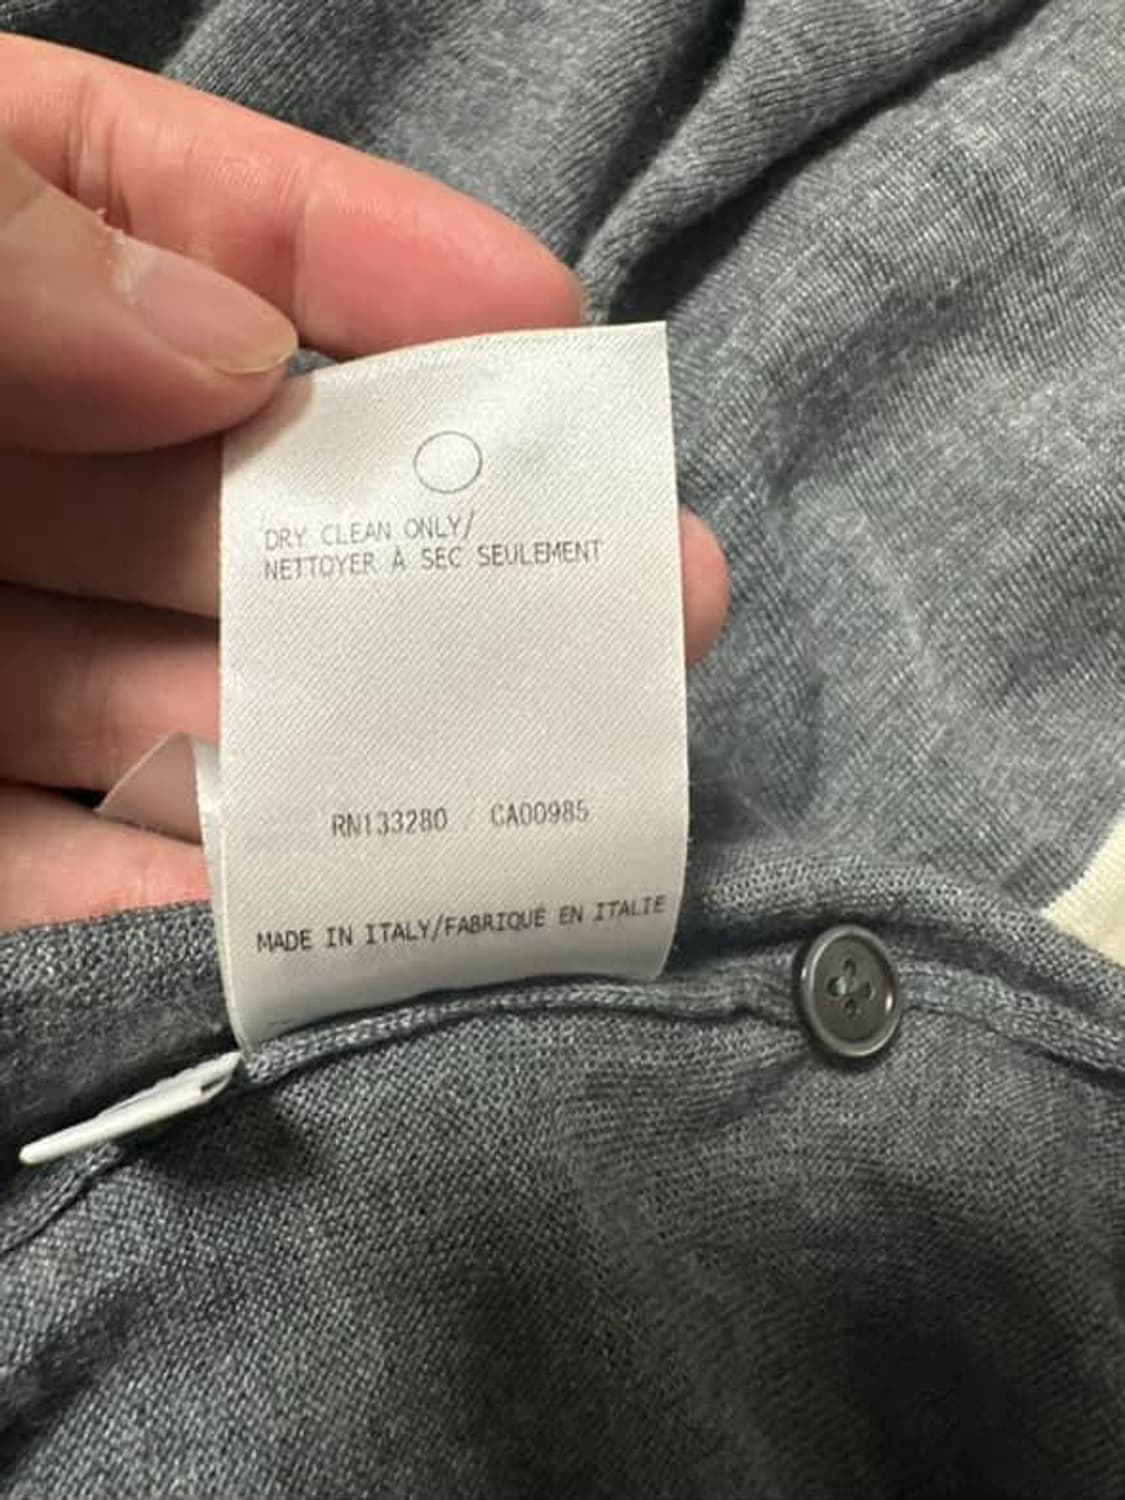 DRY CLEAN ONLY/
NETTOYER À SEC SEULEMENT
RN133280 CA00985
MADE IN ITALY/FABRIQUÉ EN ITALIE